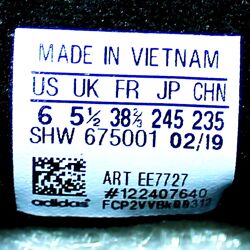 MADE IN VIETNAM
US UK FR JP CHN
6 5½ 38⅔ 245 235
SHW 675001 02/19
ART EE7727
#122407640
adidas